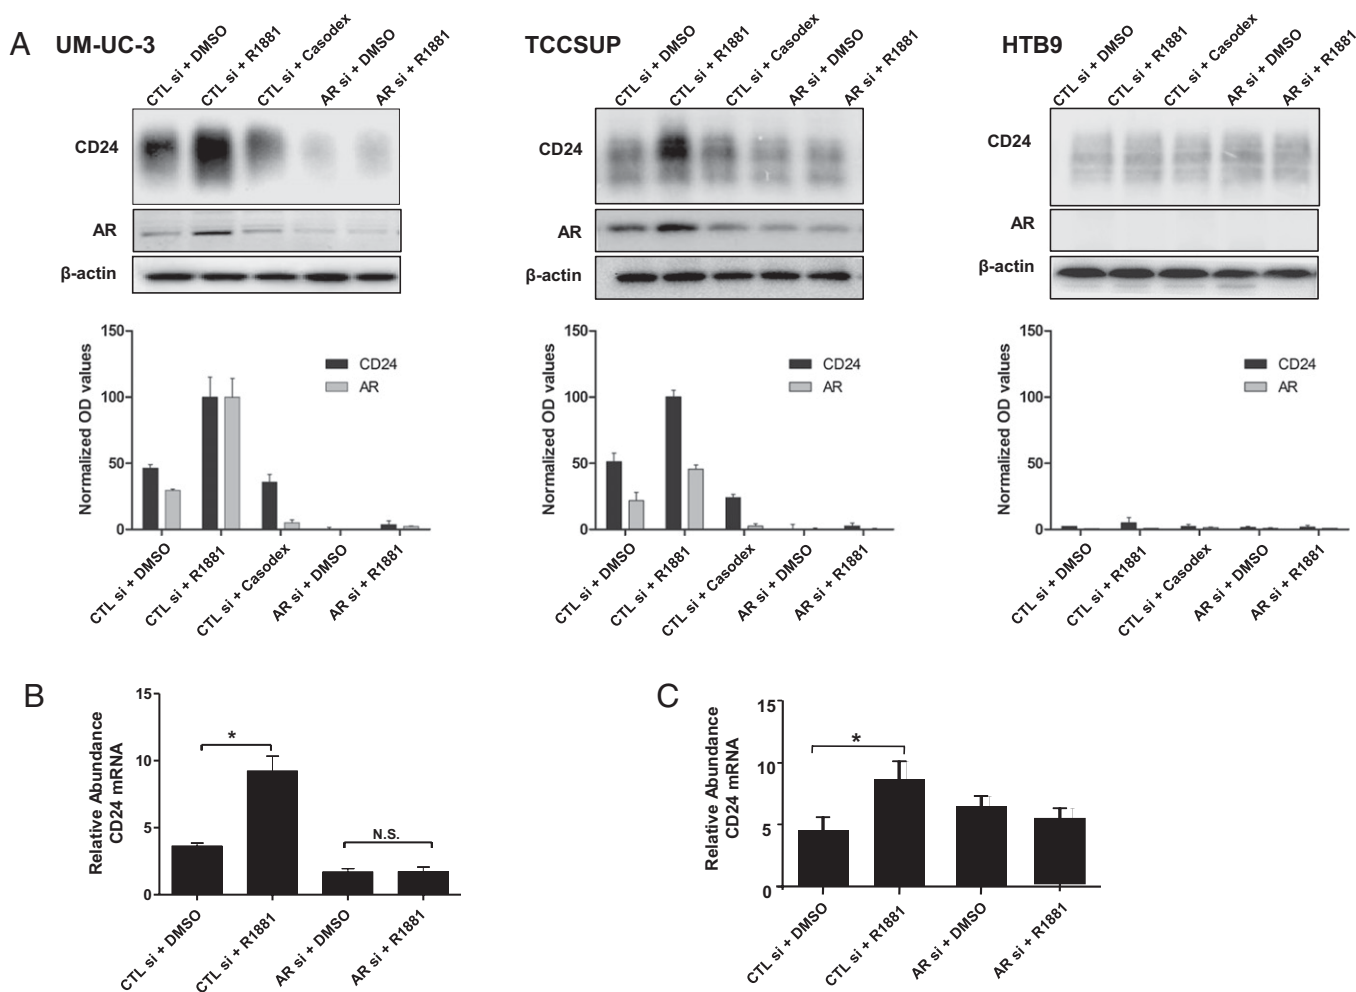 A
UM-UC-3
CTL si + DMSO
CTL si + R1881
CTL si + Casodex
AR si + DMSO
AR si + R1881
CD24
AR
β-actin
TCCSUP
CTL si + DMSO
CTL si + R1881
CTL si + Casodex
AR si + DMSO
AR si + R1881
CD24
AR
β-actin
HTB9
CTL si + DMSO
CTL si + R1881
CTL si + Casodex
AR si + DMSO
AR si + R1881
CD24
AR
β-actin
Normalized OD values
150
100
50
0
CD24
AR
CTL si + DMSO
CTL si + R1881
CTL si + Casodex
AR si + DMSO
AR si + R1881
Normalized OD values
150
100
50
0
CD24
AR
CTL si + DMSO
CTL si + R1881
CTL si + Casodex
AR si + DMSO
AR si + R1881
Normalized OD values
150
100
50
0
CD24
AR
CTL si + DMSO
CTL si + R1881
CTL si + Casodex
AR si + DMSO
AR si + R1881
B
Relative Abundance
CD24 mRNA
15
10
5
0
*
N.S.
CTL si + DMSO
CTL si + R1881
AR si + DMSO
AR si + R1881
C
Relative Abundance
CD24 mRNA
15
10
5
0
*
CTL si + DMSO
CTL si + R1881
AR si + DMSO
AR si + R1881